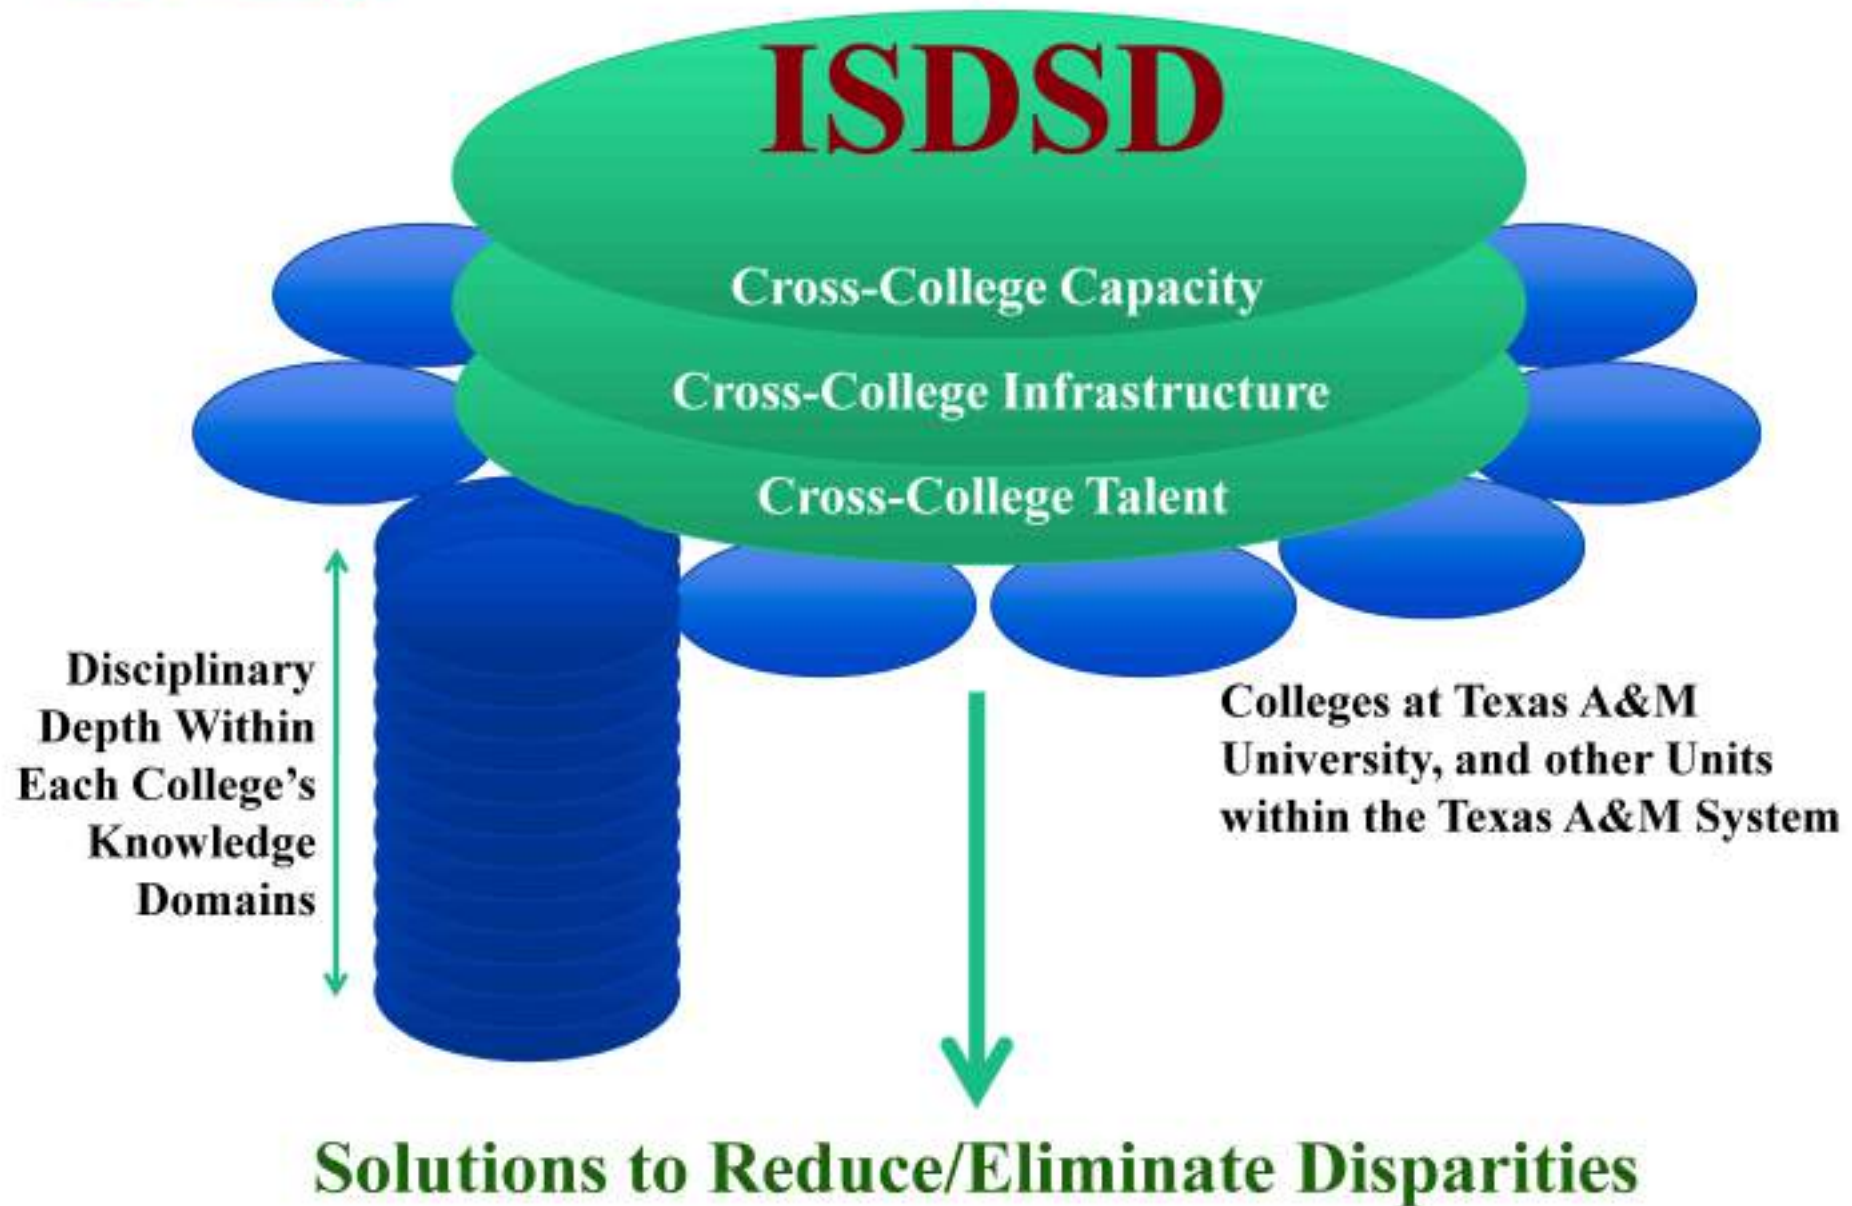 ISDSD
Cross-College Capacity
Cross-College Infrastructure
Cross-College Talent
Disciplinary
Depth Within
Each College's
Knowledge
Domains
Colleges at Texas A&M
University, and other Units
within the Texas A&M System
Solutions to Reduce/Eliminate Disparities